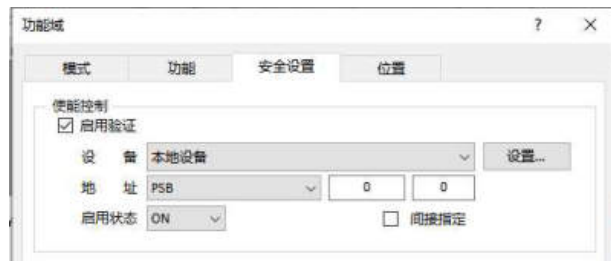 功能域 ? ×
模式 功能 安全设置 位置
使能控制
启用验证
设 备 本地设备 设置...
地 址 PSB 0 0
启用状态 ON 间接指定